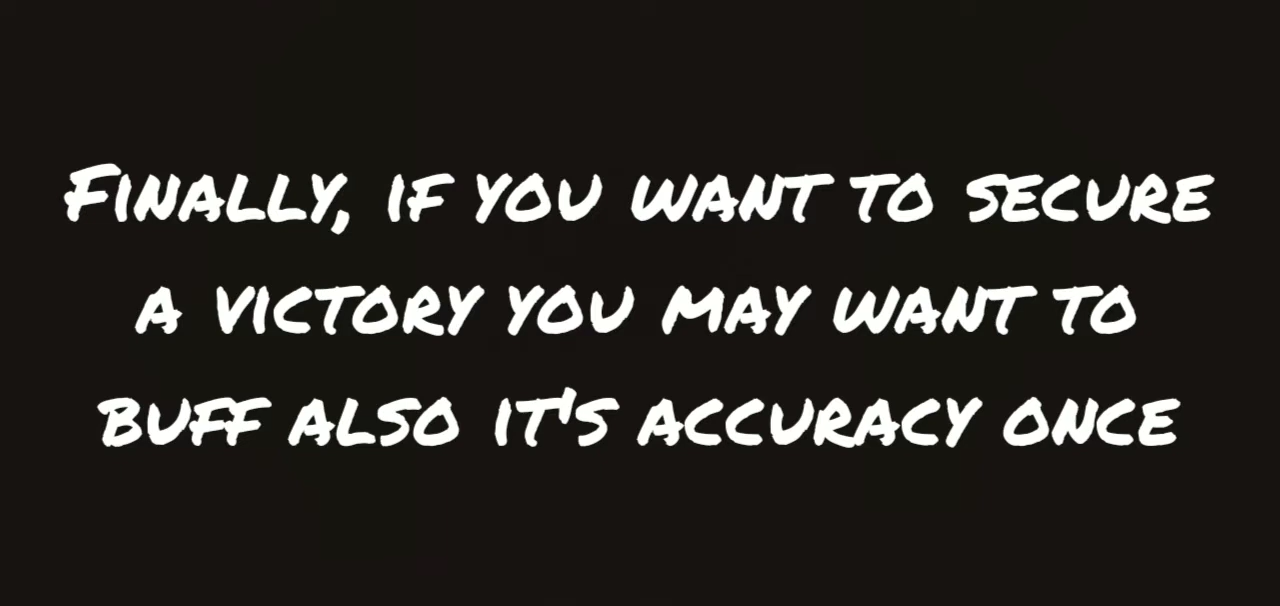 Finally, if you want to secure
a victory you may want to
buff also it's accuracy once